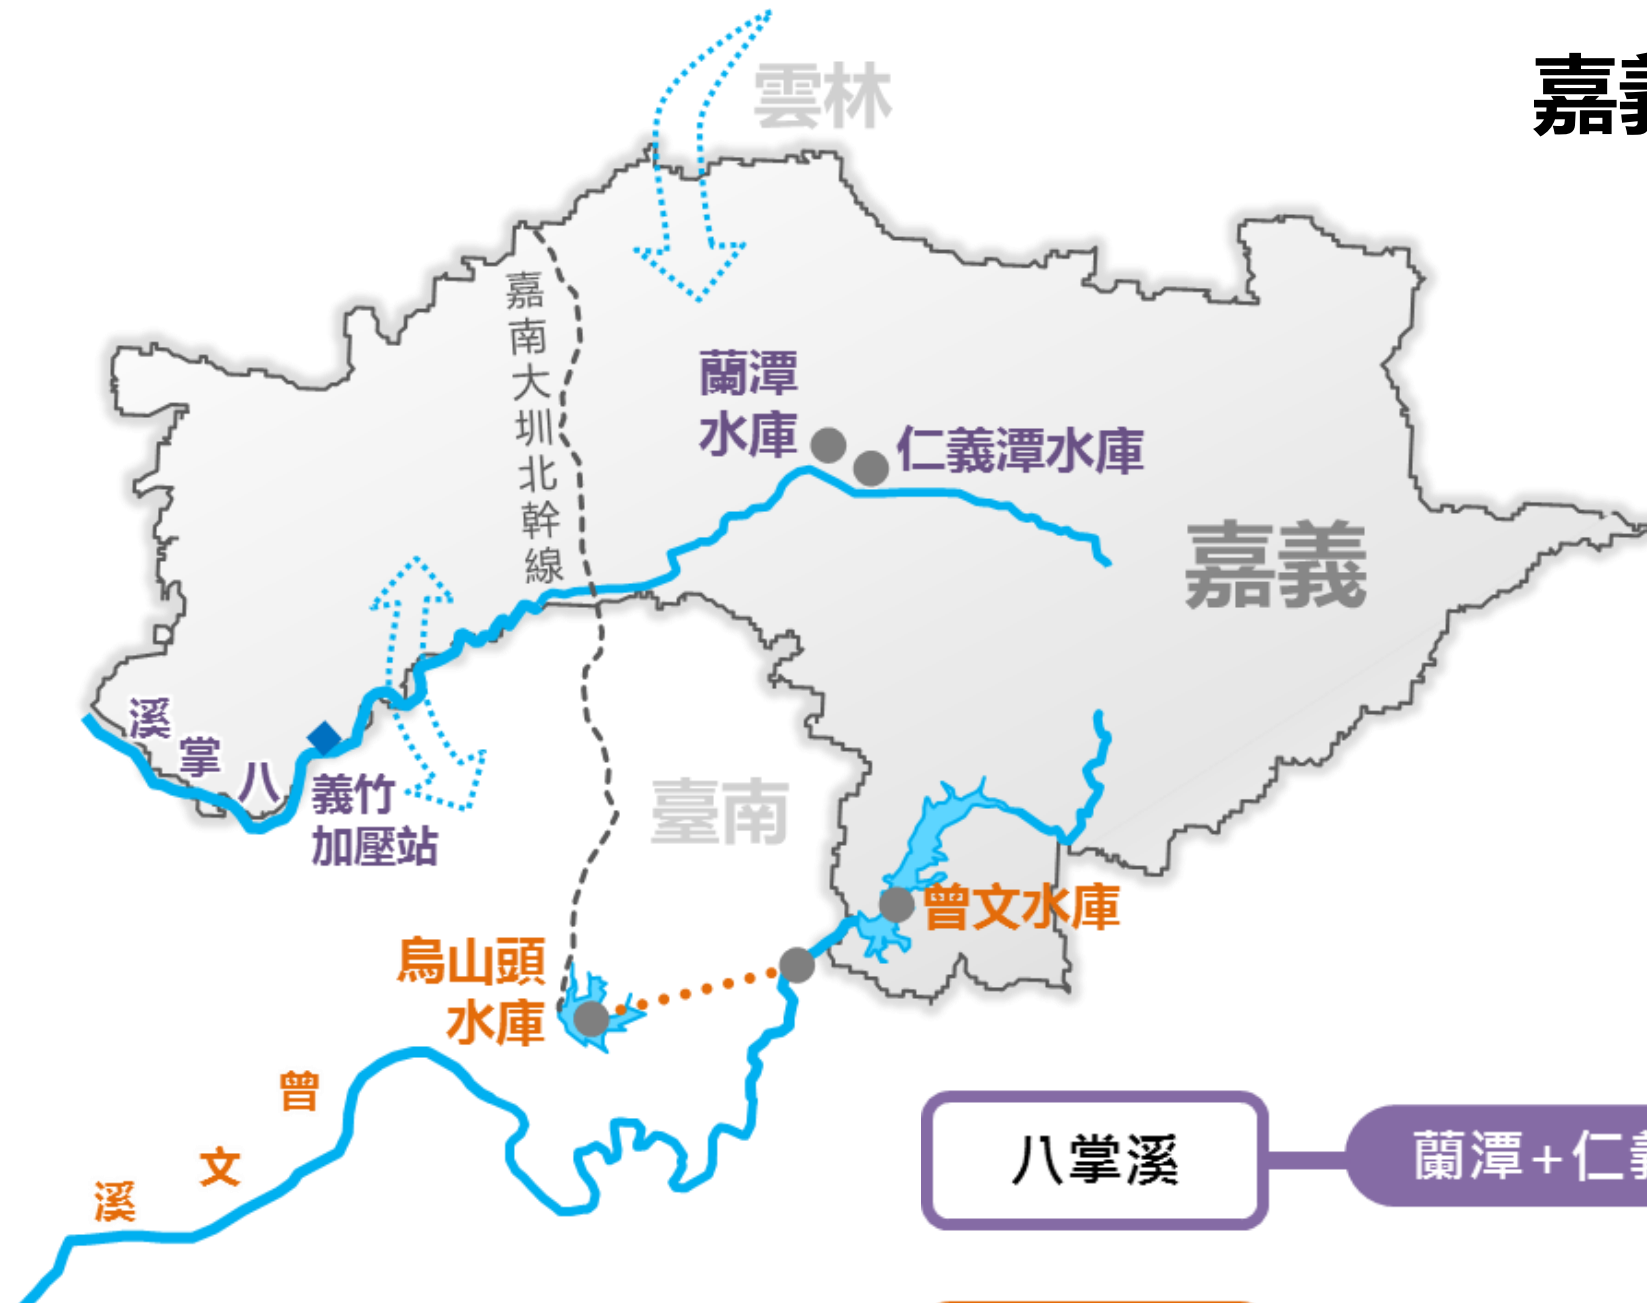 雲林
嘉義
嘉南大圳北幹線
蘭潭
水庫
仁義潭水庫
嘉義
八掌溪
義竹
加壓站
臺南
曾文水庫
烏山頭
水庫
曾文溪
八掌溪
蘭潭+仁義